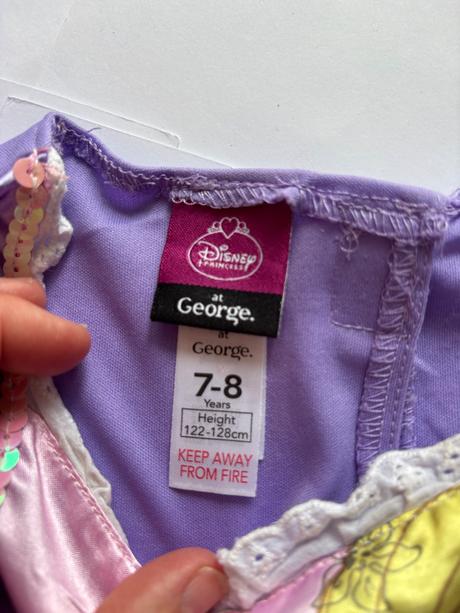 Disney
PRINCESS
at
George.
at
George.
7-8
Years
Height
122-128cm
KEEP AWAY
FROM FIRE